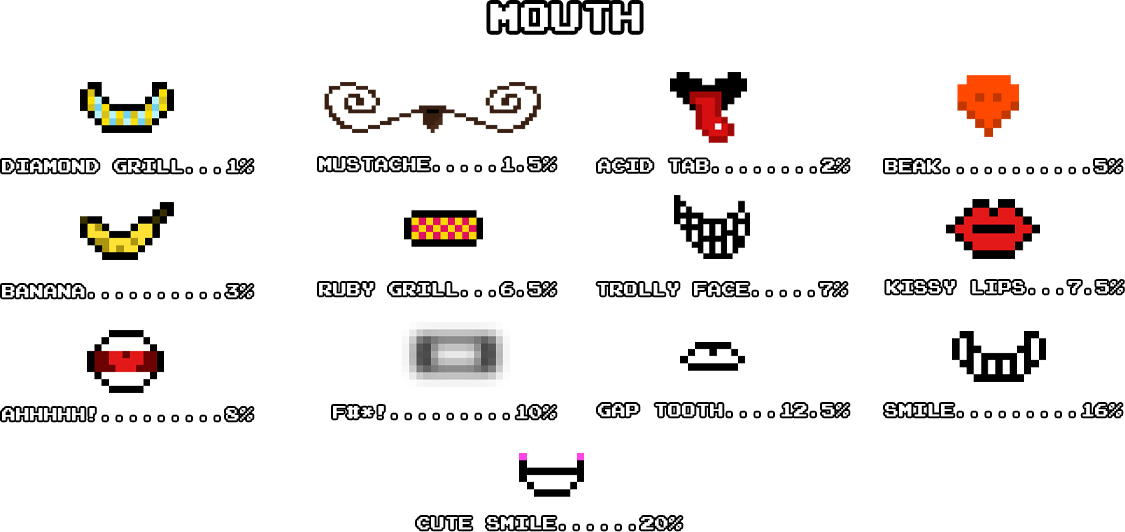 MOUTH
DIAMOND GRILL...1%
MUSTACHE.....1.5%
ACID TAB........2%
BEAK...........5%
BANANA..........3%
RUBY GRILL...6.5%
TROLLY FACE.....7%
KISSY LIPS...7.5%
AHHHHH!.........8%
F#*!.........10%
GAP TOOTH....12.5%
SMILE.........16%
CUTE SMILE......20%